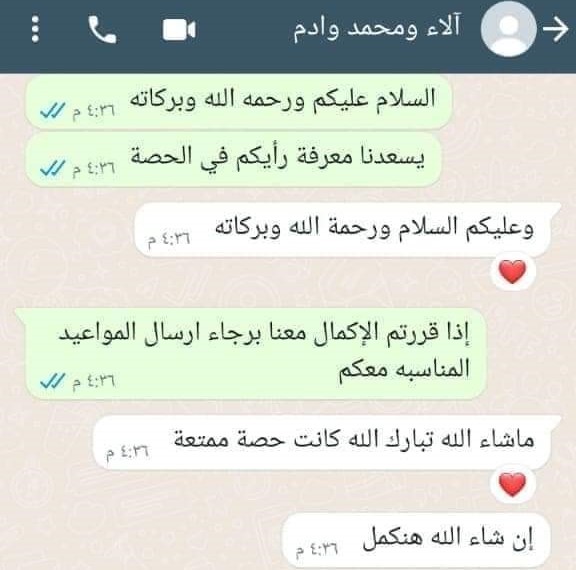 آلاء ومحمد وادم
السلام عليكم ورحمه الله وبركاته
٤:٣٦ م
يسعدنا معرفة رأيكم في الحصة
٤:٣٦ م
وعليكم السلام ورحمة الله وبركاته
٤:٣٦ م
إذا قررتم الإكمال معنا برجاء ارسال المواعيد
المناسبه معكم
٤:٣٦ م
ماشاء الله تبارك الله كانت حصة ممتعة
٤:٣٦ م
إن شاء الله هنكمل
٤:٣٦ م